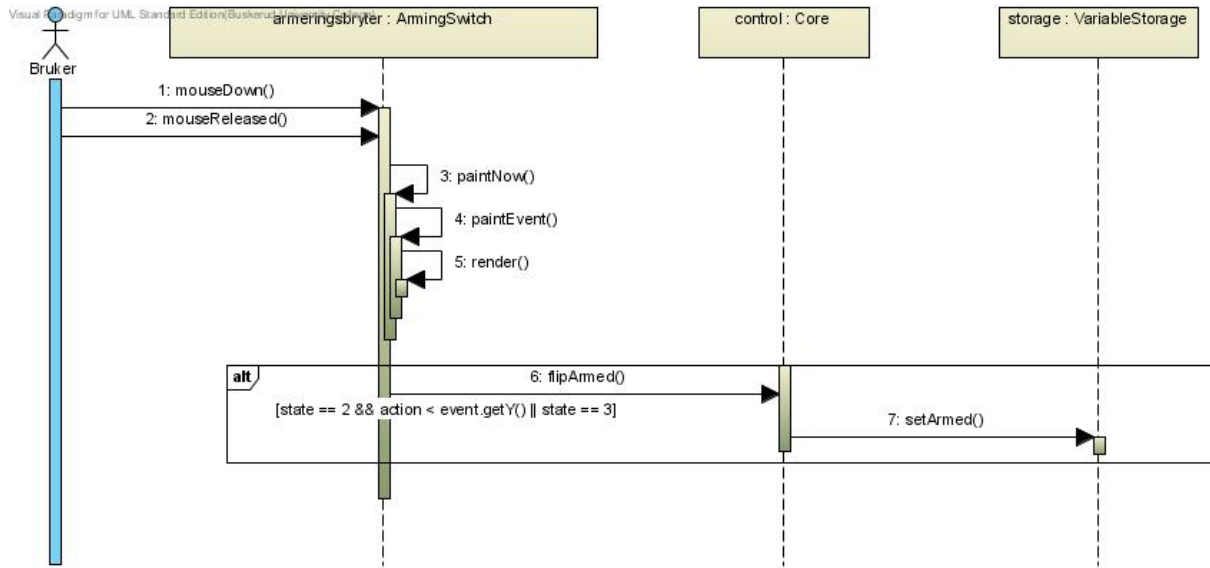 Visual Paradigm for UML Standard Edition(Buskerud University College)
armeringsbryter : ArmingSwitch
control : Core
storage : VariableStorage
Bruker
1: mouseDown()
2: mouseReleased()
3: paintNow()
4: paintEvent()
5: render()
alt
6: flipArmed()
[state == 2 && action < event.getY() || state == 3]
7: setArmed()